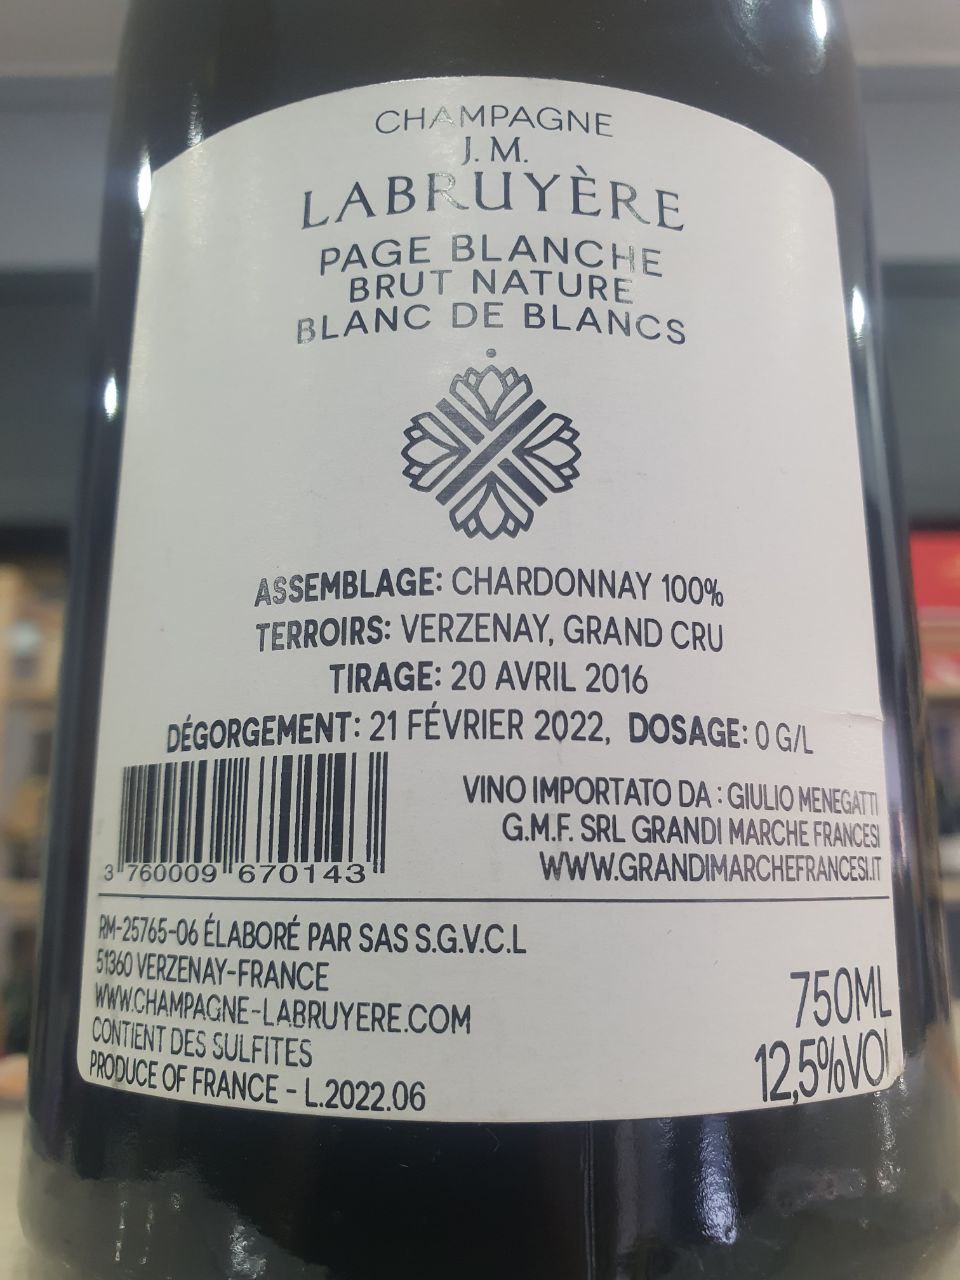 CHAMPAGNE
J. M.
LABRUYÈRE
PAGE BLANCHE
BRUT NATURE
BLANC DE BLANCS
ASSEMBLAGE: CHARDONNAY 100%
TERROIRS: VERZENAY, GRAND CRU
TIRAGE: 20 AVRIL 2016
DÉGORGEMENT: 21 FÉVRIER 2022, DOSAGE: 0 G/L
VINO IMPORTATO DA : GIULIO MENEGATTI
G.M.F. SRL GRANDI MARCHE FRANCESI
WWW.GRANDIMARCHEFRANCESI.IT
3 760009 670143
RM-25765-06 ÉLABORÉ PAR SAS S.G.V.C.L
51360 VERZENAY-FRANCE
WWW.CHAMPAGNE-LABRUYERE.COM
CONTIENT DES SULFITES
PRODUCE OF FRANCE - L.2022.06
750ML
12,5%VOL